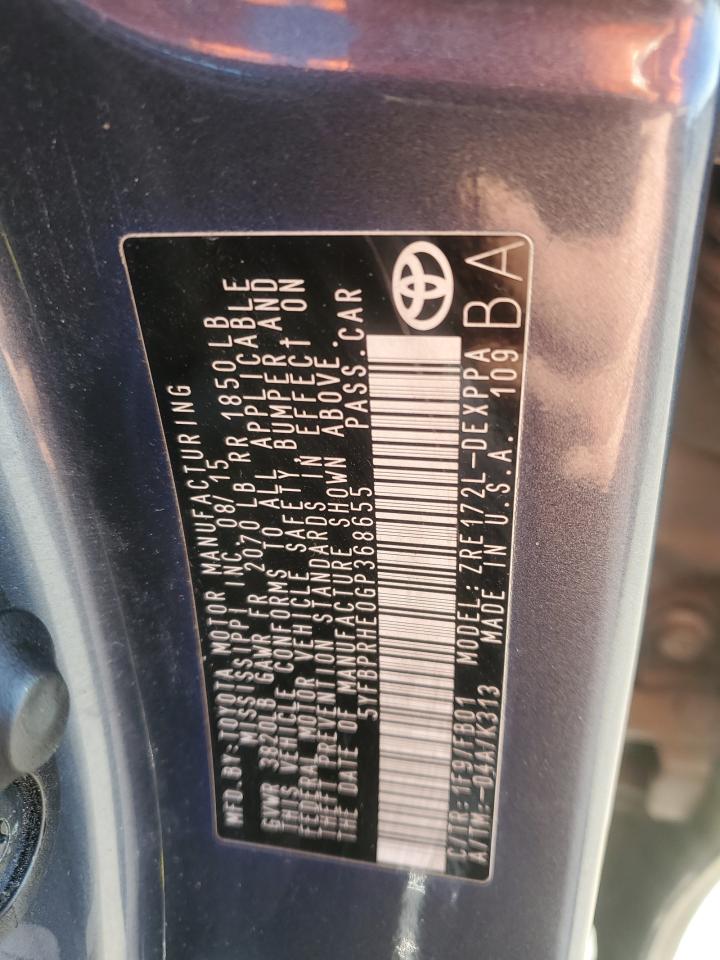 MFD. BY: TOYOTA MOTOR MANUFACTURING
MISSISSIPPI INC. 08/15
GVWR 3820LB GAWR FR 2070 LB RR 1850 LB
THIS VEHICLE CONFORMS TO ALL APPLICABLE
FEDERAL MOTOR VEHICLE SAFETY, BUMPER AND
THEFT PREVENTION STANDARDS IN EFFECT ON
THE DATE OF MANUFACTURE SHOWN ABOVE.
5YFBPRHE0GP368655 PASS.CAR
C/TR: 1F9/FB01 MODEL: ZRE172L-DEXPPA
A/TM: -01A/K313 MADE IN U.S.A. 109
BA